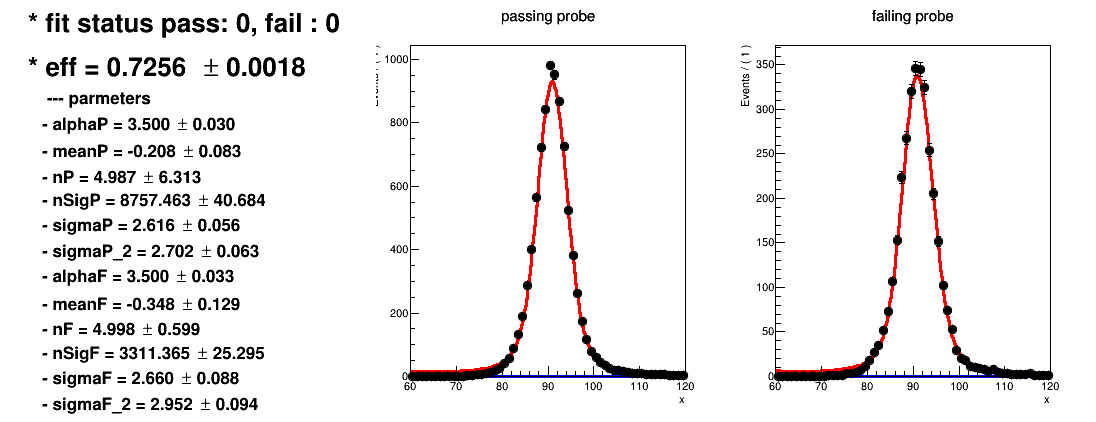 * fit status pass: 0, fail : 0
* eff = 0.7256 ± 0.0018
--- parmeters
- alphaP = 3.500 ± 0.030
- meanP = -0.208 ± 0.083
- nP = 4.987 ± 6.313
- nSigP = 8757.463 ± 40.684
- sigmaP = 2.616 ± 0.056
- sigmaP_2 = 2.702 ± 0.063
- alphaF = 3.500 ± 0.033
- meanF = -0.348 ± 0.129
- nF = 4.998 ± 0.599
- nSigF = 3311.365 ± 25.295
- sigmaF = 2.660 ± 0.088
- sigmaF_2 = 2.952 ± 0.094
passing probe
1000
800
600
400
200
0
60 70 80 90 100 110 120
x
failing probe
Events / ( 1 )
350
300
250
200
150
100
50
0
60 70 80 90 100 110 120
x